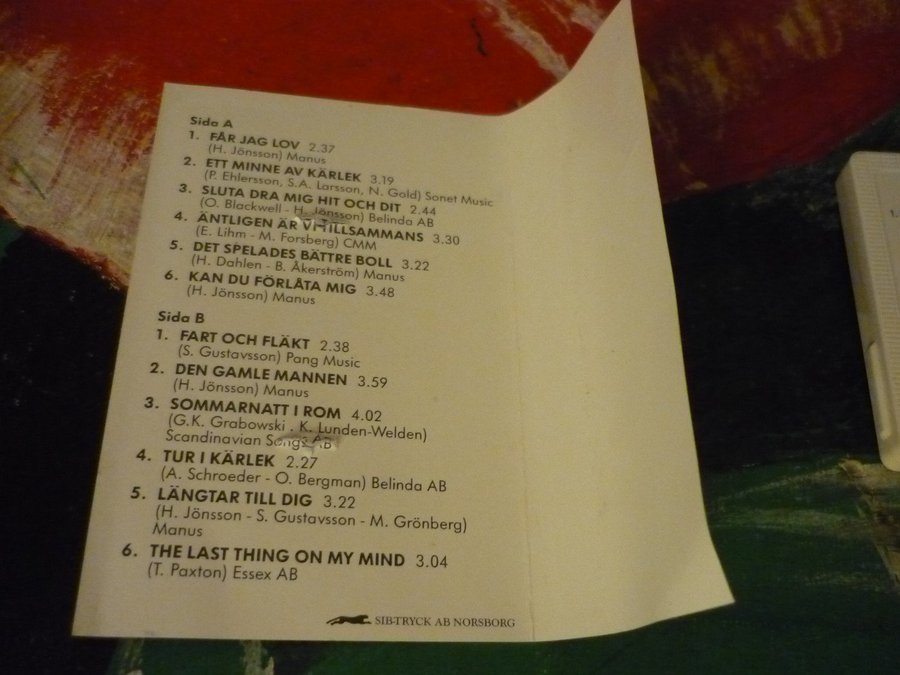 Sida A
1. FÅR JAG LOV 2.37
(H. Jönsson) Manus
2. ETT MINNE AV KÄRLEK 3.19
(P. Ehlersson, S.A. Larsson, N. Gold) Sonet Music
3. SLUTA DRA MIG HIT OCH DIT 2.44
(O. Blackwell - H. Jönsson) Belinda AB
4. ÄNTLIGEN ÄR VI TILLSAMMANS 3.30
(E. Lihm - M. Forsberg) CMM
5. DET SPELADES BÄTTRE BOLL 3.22
(H. Dahlen - B. Åkerström) Manus
6. KAN DU FÖRLÅTA MIG 3.48
(H. Jönsson) Manus
Sida B
1. FART OCH FLÄKT 2.38
(S. Gustavsson) Pang Music
2. DEN GAMLE MANNEN 3.59
(H. Jönsson) Manus
3. SOMMARNATT I ROM 4.02
(G.K. Grabowski . K. Lunden-Welden)
Scandinavian Songs AB
4. TUR I KÄRLEK 2.27
(A. Schroeder - O. Bergman) Belinda AB
5. LÄNGTAR TILL DIG 3.22
(H. Jönsson - S. Gustavsson - M. Grönberg)
Manus
6. THE LAST THING ON MY MIND 3.04
(T. Paxton) Essex AB
SIB-TRYCK AB NORSBORG
1.